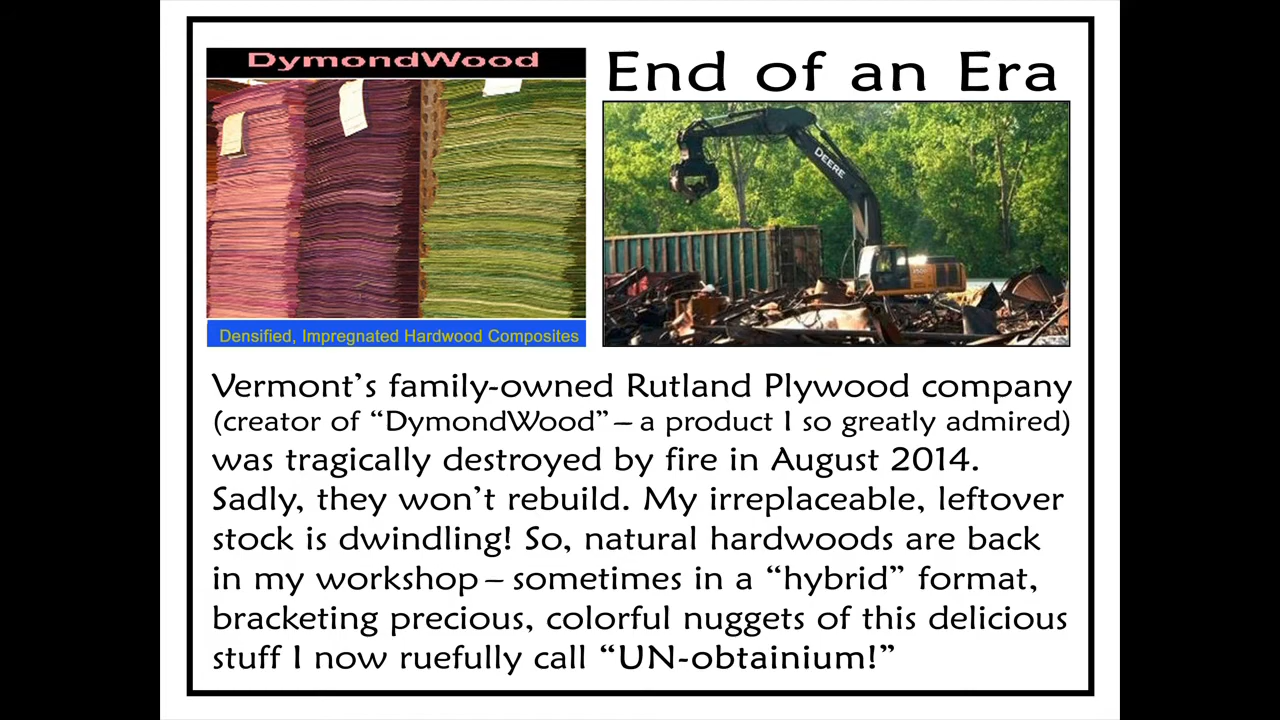 DymondWood
Densified, Impregnated Hardwood Composites
End of an Era
DEERE
Vermont’s family-owned Rutland Plywood company
(creator of “DymondWood” – a product I so greatly admired)
was tragically destroyed by fire in August 2014.
Sadly, they won’t rebuild. My irreplaceable, leftover
stock is dwindling! So, natural hardwoods are back
in my workshop – sometimes in a “hybrid” format,
bracketing precious, colorful nuggets of this delicious
stuff I now ruefully call “UN-obtainium!”